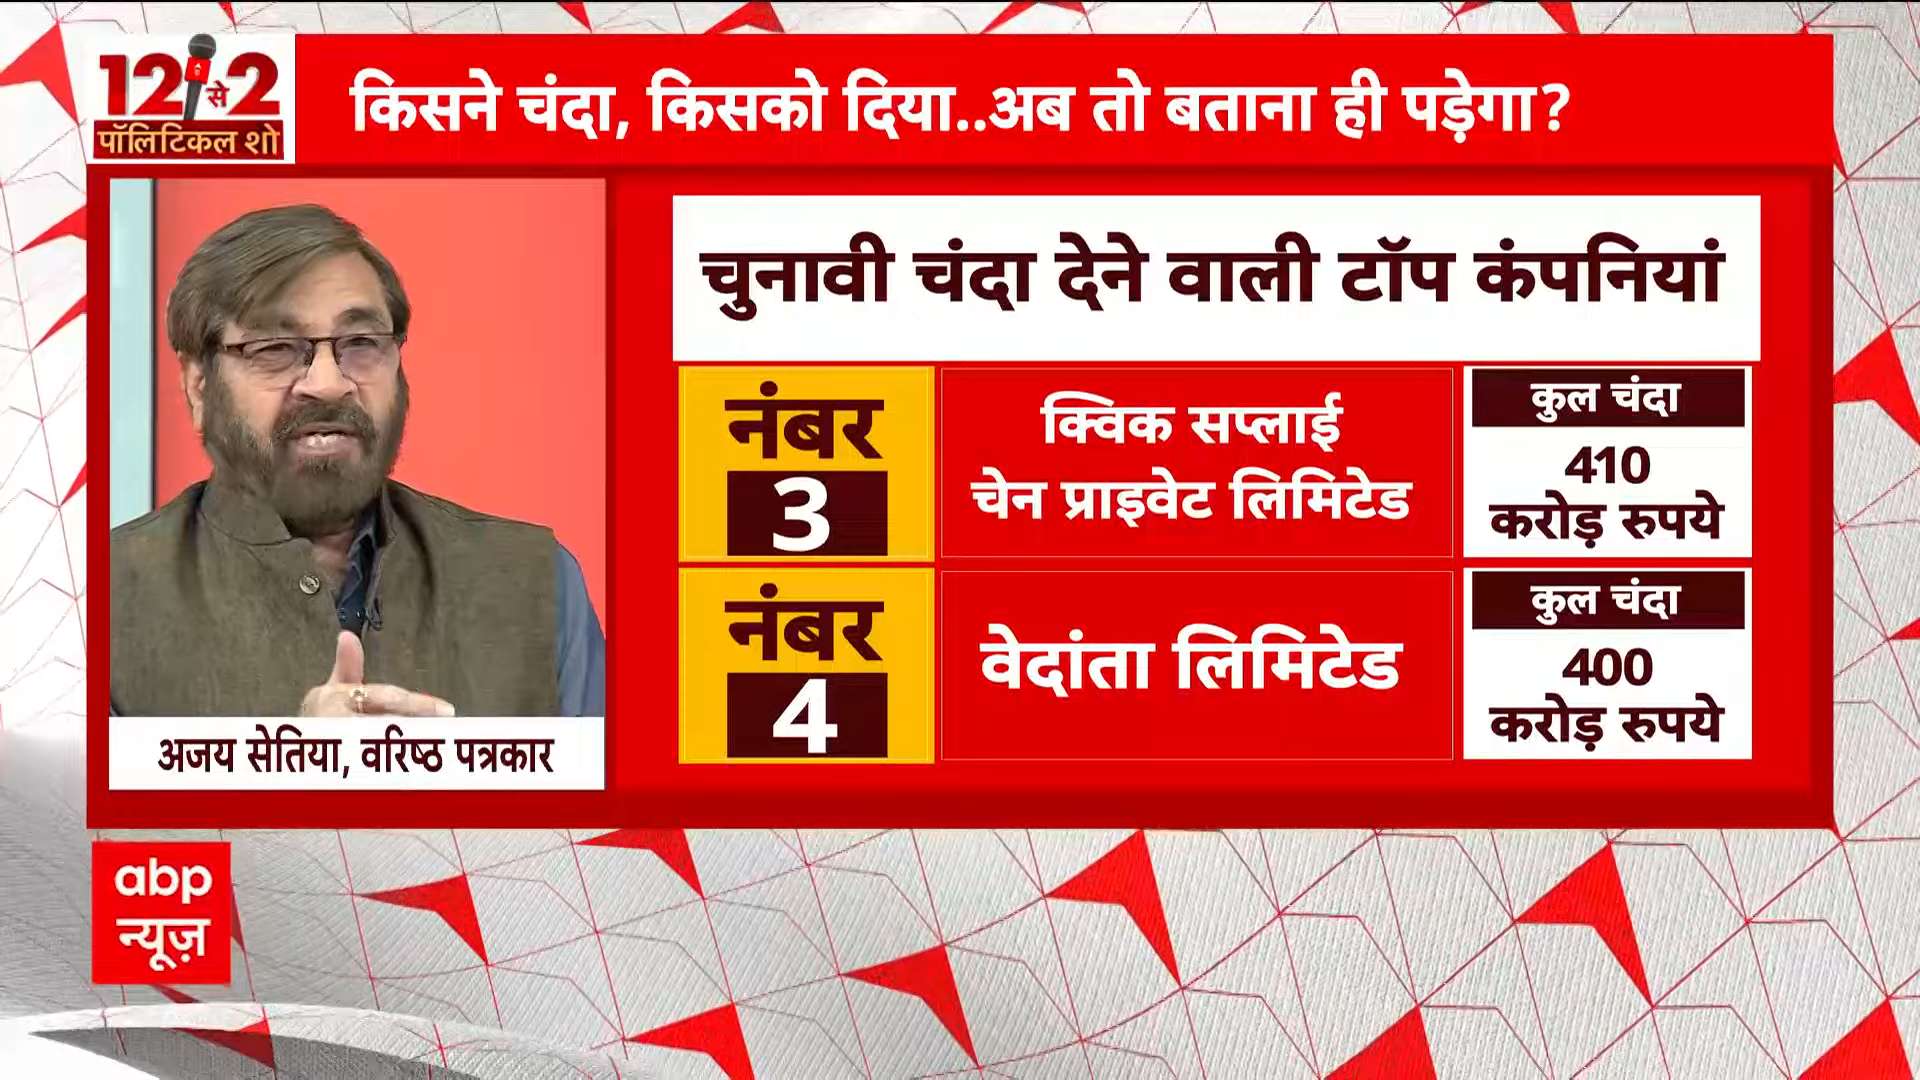 12 से 2
पॉलिटिकल शो
किसने चंदा, किसको दिया..अब तो बताना ही पड़ेगा?
चुनावी चंदा देने वाली टॉप कंपनियां
नंबर
3
क्विक सप्लाई
चेन प्राइवेट लिमिटेड
कुल चंदा
410
करोड़ रुपये
नंबर
4
वेदांता लिमिटेड
कुल चंदा
400
करोड़ रुपये
अजय सेतिया, वरिष्ठ पत्रकार
abp
न्यूज़